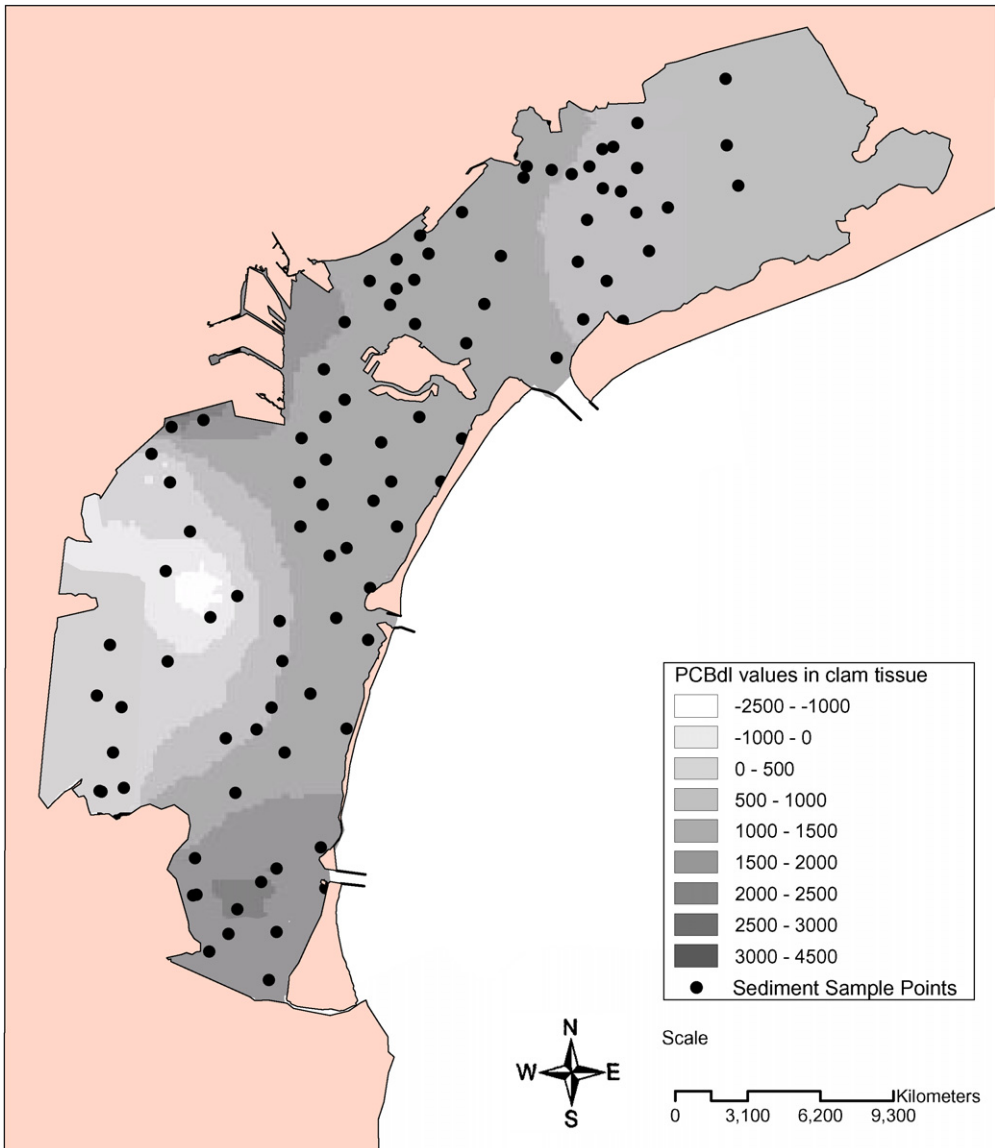 PCBdl values in clam tissue
-2500 - -1000
-1000 - 0
0 - 500
500 - 1000
1000 - 1500
1500 - 2000
2000 - 2500
2500 - 3000
3000 - 4500
Sediment Sample Points
N
W E
S
Scale
Kilometers
0 3,100 6,200 9,300